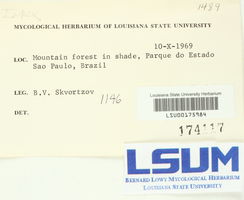 1489
MYCOLOGICAL HERBARIUM OF LOUISIANA STATE UNIVERSITY
10-X-1969
LOC. Mountain forest in shade, Parque do Estado
Sao Paulo, Brazil
LEG. B.V. Skvortzov
1146
DET.
Louisiana State University Herbarium
LSU00175984
174117
LSUM
BERNARD LOWY MYCOLOGICAL HERBARIUM
LOUISIANA STATE UNIVERSITY